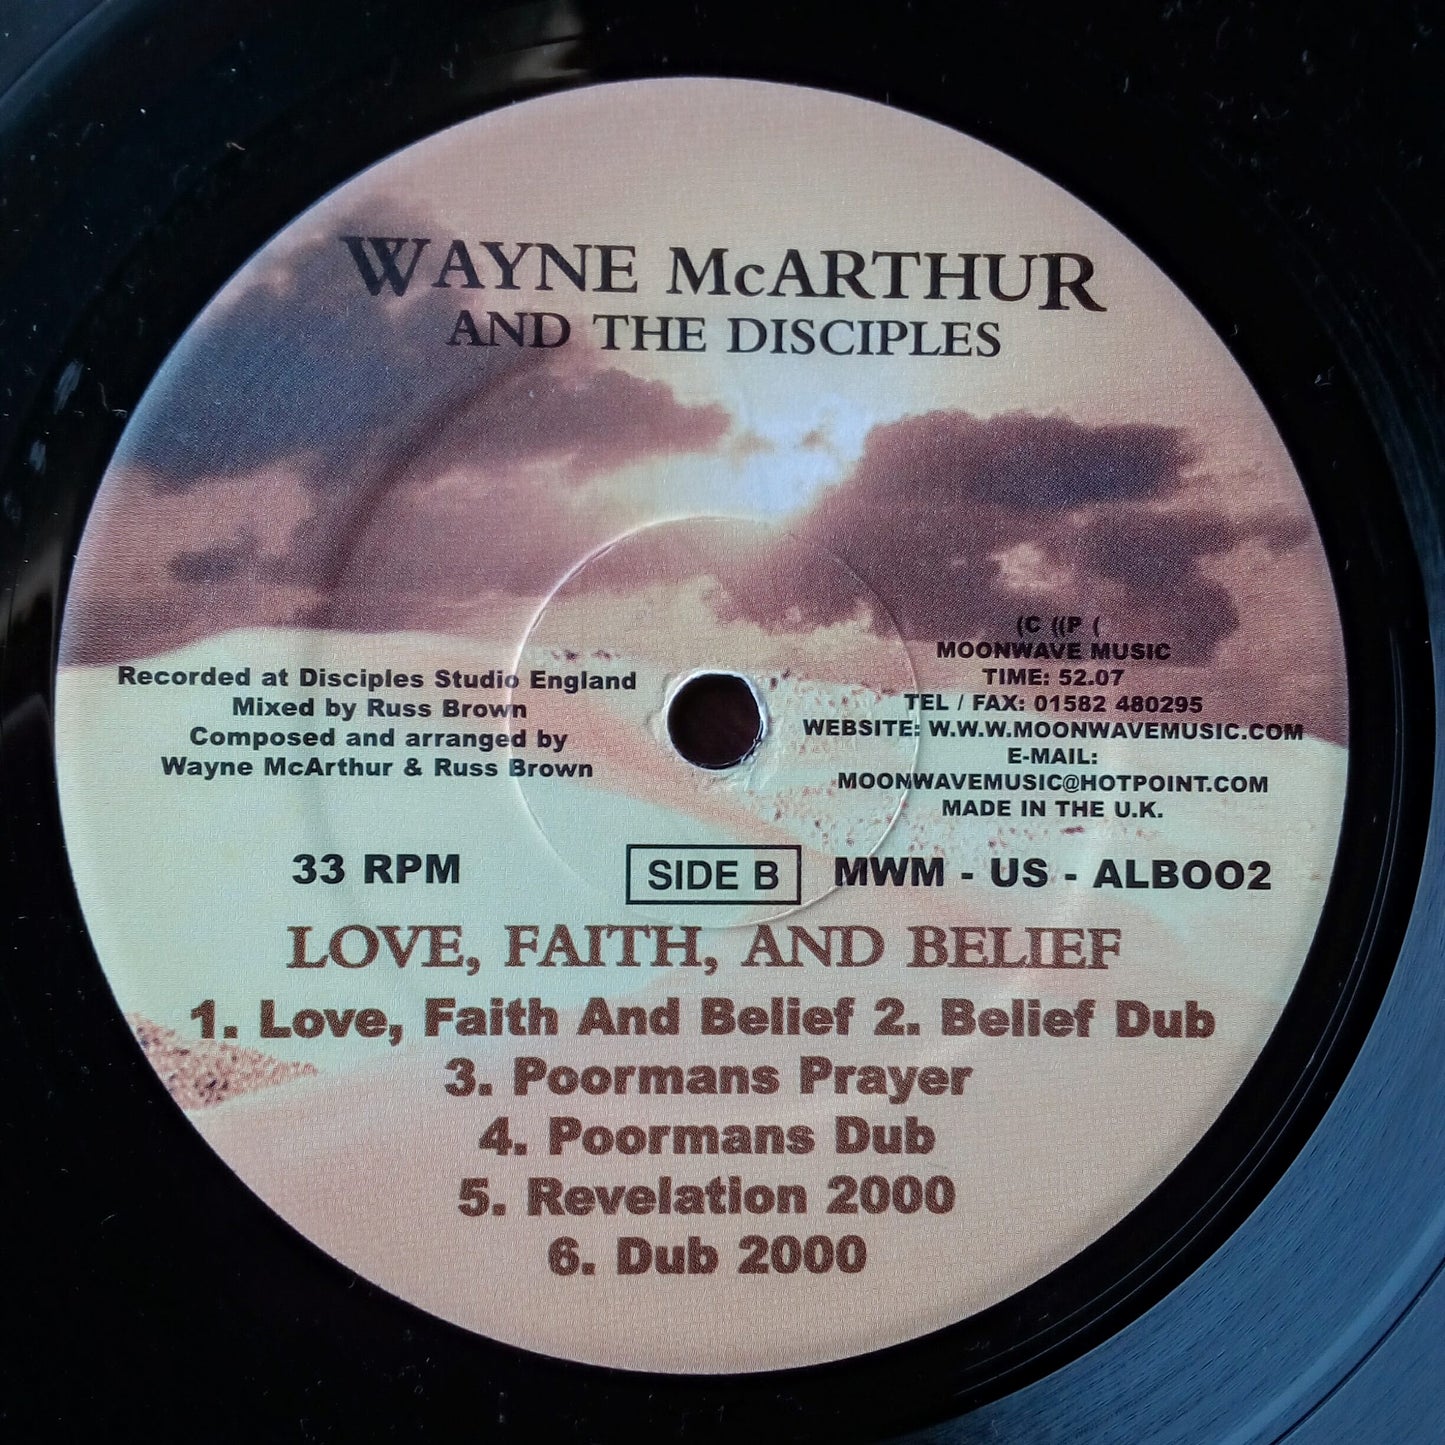 WAYNE McARTHUR
AND THE DISCIPLES
Recorded at Disciples Studio England
Mixed by Russ Brown
Composed and arranged by
Wayne McArthur & Russ Brown
(C ((P (
MOONWAVE MUSIC
TIME: 52.07
TEL / FAX: 01582 480295
WEBSITE: W.W.W.MOONWAVEMUSIC.COM
E-MAIL:
MOONWAVEMUSIC@HOTPOINT.COM
MADE IN THE U.K.
33 RPM
SIDE B
MWM - US - ALBOO2
LOVE, FAITH, AND BELIEF
1. Love, Faith And Belief 2. Belief Dub
3. Poormans Prayer
4. Poormans Dub
5. Revelation 2000
6. Dub 2000